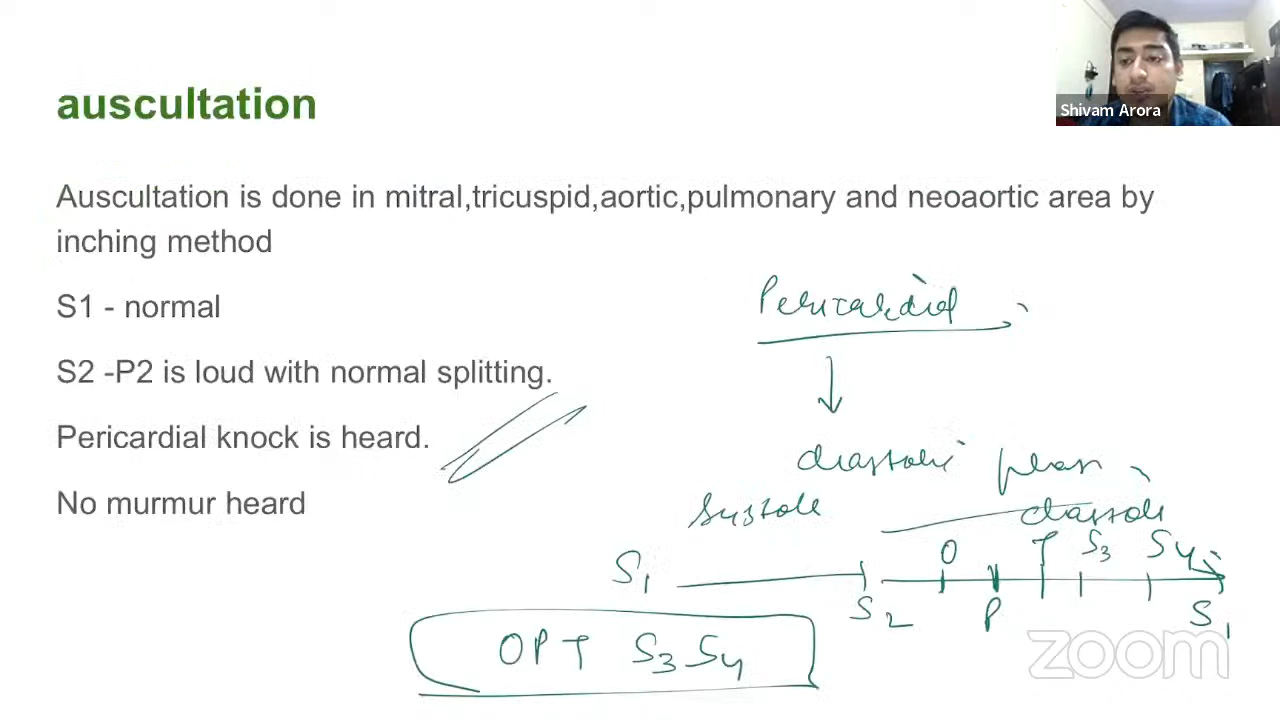 auscultation
Shivam Arora
Auscultation is done in mitral,tricuspid,aortic,pulmonary and neoaortic area by
inching method
S1 - normal
S2 -P2 is loud with normal splitting.
Pericardial knock is heard.
No murmur heard
Pericardial
↓
diastolic phase
systole diastole
O T S3 S4
S1
S2 P S1
OPT S3 S4
zoom